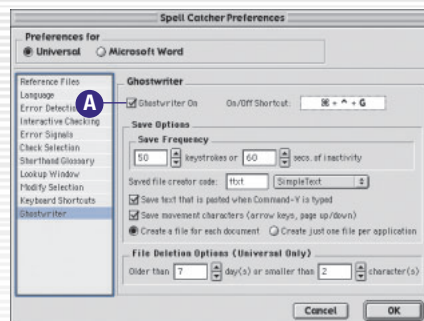 Spell Catcher Preferences
Preferences for
Universal Microsoft Word
Reference Files
Language
Error Detection
Interactive Checking
Error Signals
Check Selection
Shorthand Glossary
Lookup Window
Modify Selection
Keyboard Shortcuts
Ghostwriter
A
Ghostwriter
Ghostwriter On On/Off Shortcut: ⌘ + ^ + G
Save Options
Save Frequency
50 keystrokes or 60 secs. of inactivity
Saved file creator code: ttxt SimpleText
Save text that is pasted when Command-V is typed
Save movement characters (arrow keys, page up/down)
Create a file for each document Create just one file per application
File Deletion Options (Universal Only)
Older than 7 day(s) or smaller than 2 character(s)
Cancel OK